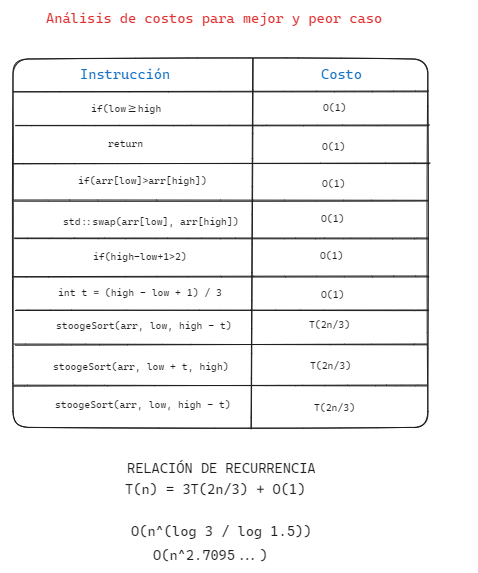 Análisis de costos para mejor y peor caso
Instrucción Costo
if(low≥high O(1)
return O(1)
if(arr[low]>arr[high]) O(1)
std::swap(arr[low], arr[high]) O(1)
if(high-low+1>2) O(1)
int t = (high - low + 1) / 3 O(1)
stoogeSort(arr, low, high - t) T(2n/3)
stoogeSort(arr, low + t, high) T(2n/3)
stoogeSort(arr, low, high - t) T(2n/3)
RELACIÓN DE RECURRENCIA
T(n) = 3T(2n/3) + O(1)
O(n^(log 3 / log 1.5))
O(n^2.7095...)